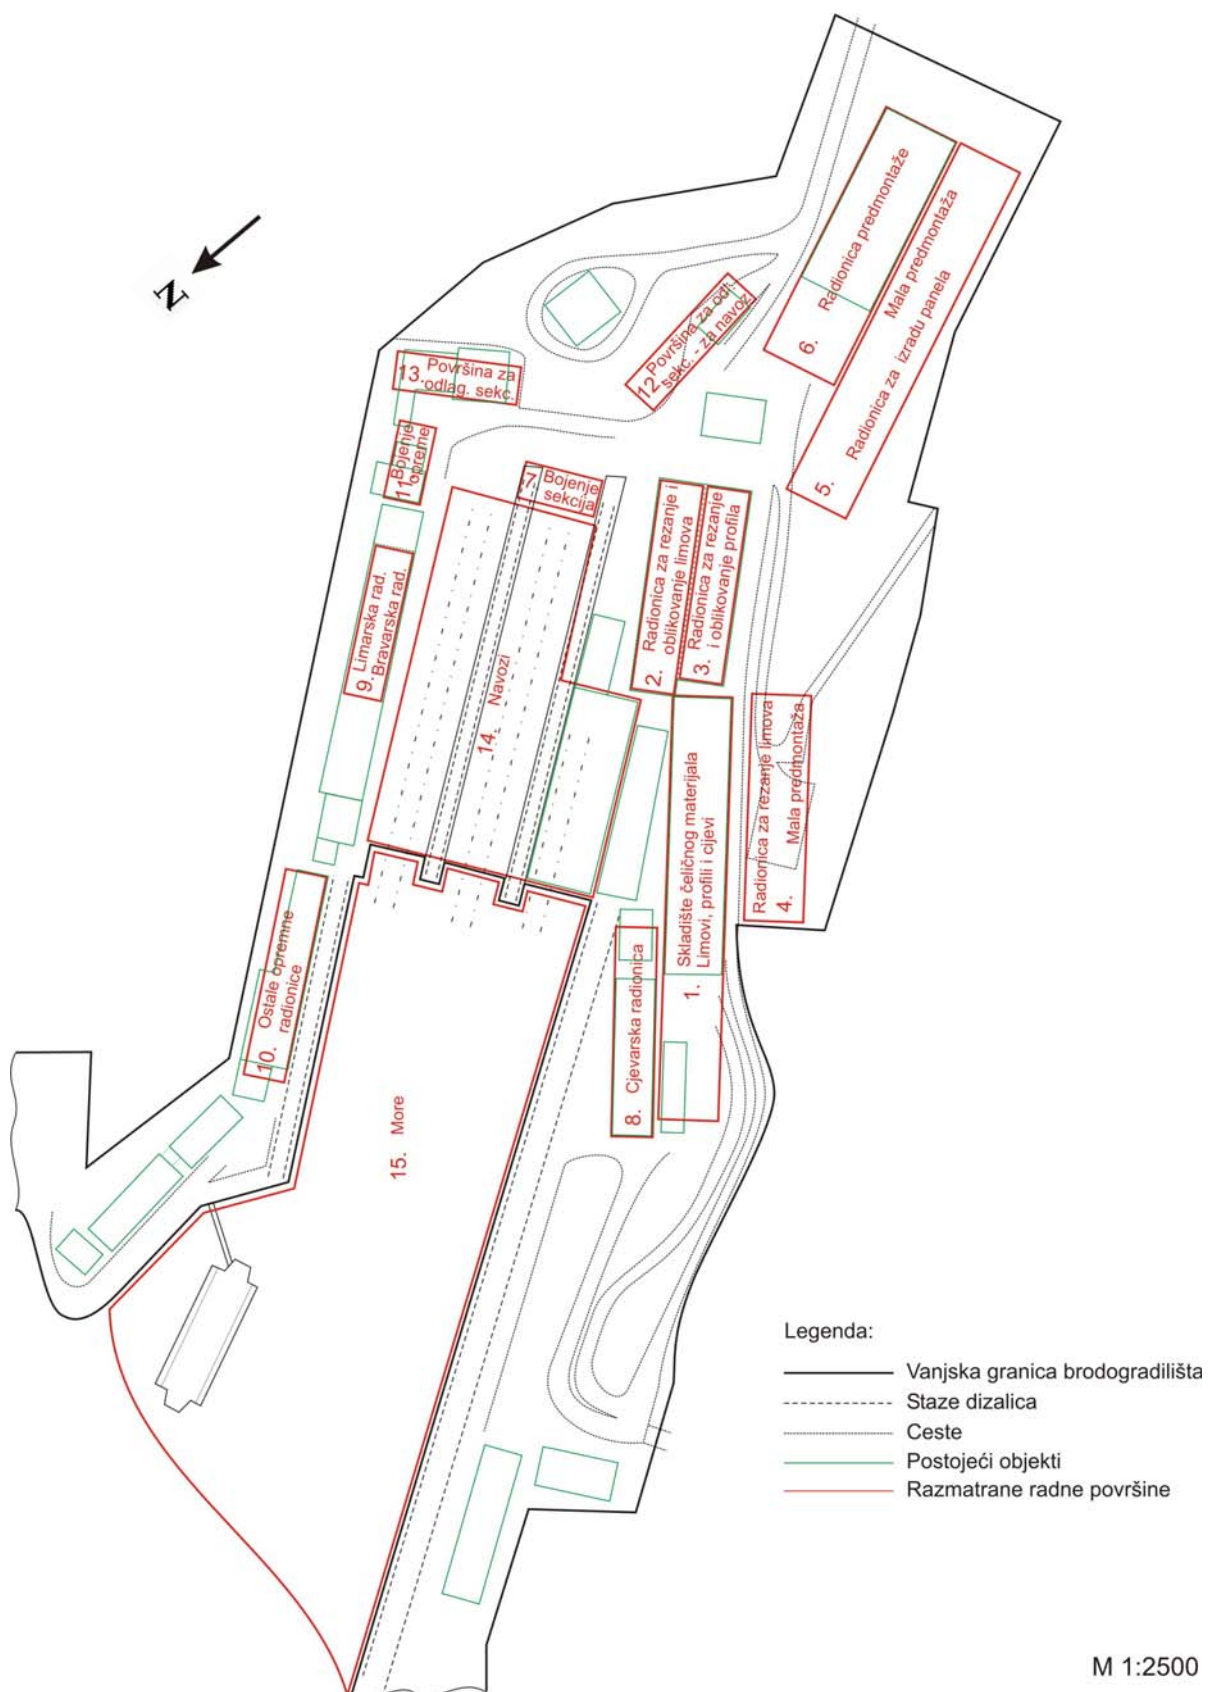 N
6. Radionica predmontaže
Mala predmontaža
5. Radionica za izradu panela
12. Površina za odl.
sekc. - za navoz
13. Površina za
odlag. sekc.
11. Bojenje
opreme
7. Bojenje
sekcija
2. Radionica za rezanje i
oblikovanje limova
3. Radionica za rezanje
i oblikovanje profila
9. Limarska rad.
Bravarska rad.
14. Navozi
Radionica za rezanje limova
4. Mala predmontaža
Skladište čeličnog materijala
1. Limovi, profili i cijevi
8. Cjevarska radionica
10. Ostale opremne
radionice
15. More
Legenda:
Vanjska granica brodogradilišta
Staze dizalica
Ceste
Postojeći objekti
Razmatrane radne površine
M 1:2500